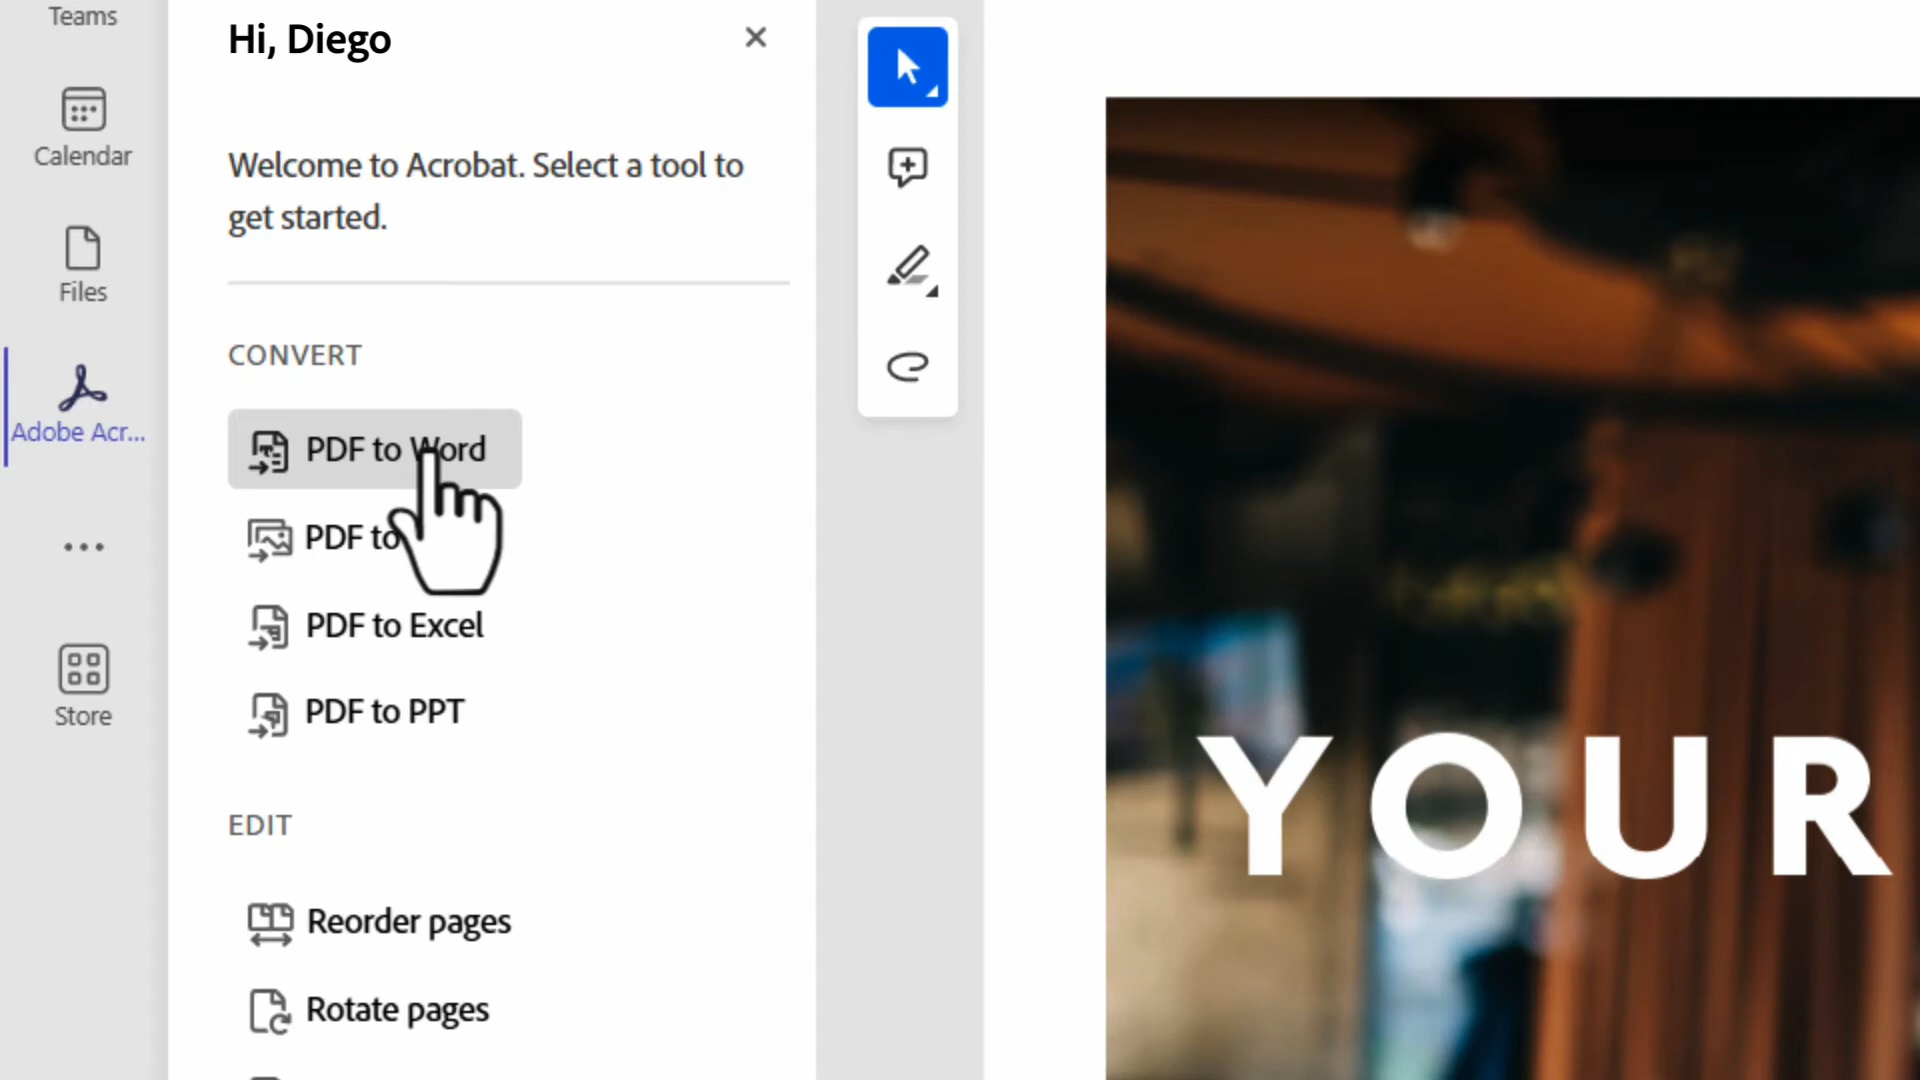 Teams
Calendar
Files
Adobe Acr...
Store
Hi, Diego
Welcome to Acrobat. Select a tool to
get started.
CONVERT
PDF to Word
PDF to
PDF to Excel
PDF to PPT
EDIT
Reorder pages
Rotate pages
YOUR